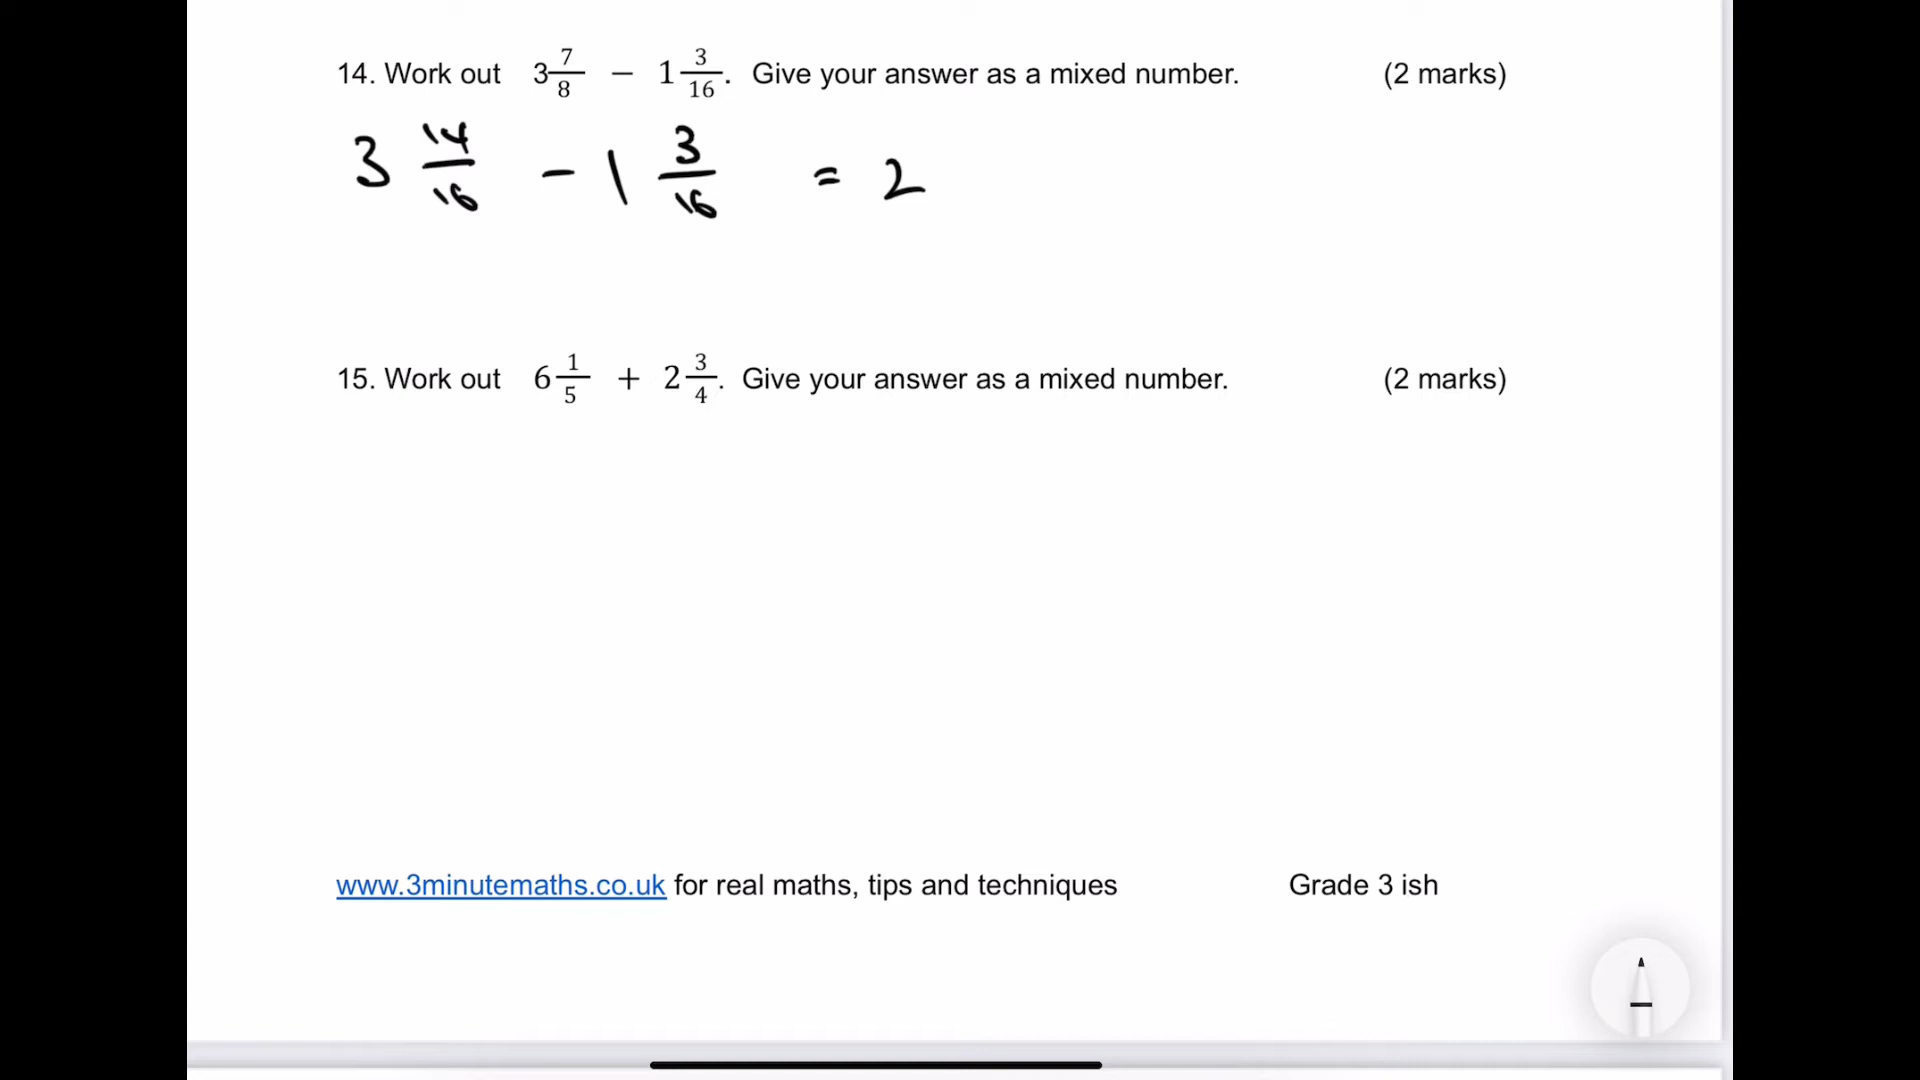 14. Work out 3 7/8 − 1 3/16. Give your answer as a mixed number. (2 marks)
3 14/16 − 1 3/16 = 2
15. Work out 6 1/5 + 2 3/4. Give your answer as a mixed number. (2 marks)
www.3minutemaths.co.uk for real maths, tips and techniques Grade 3 ish